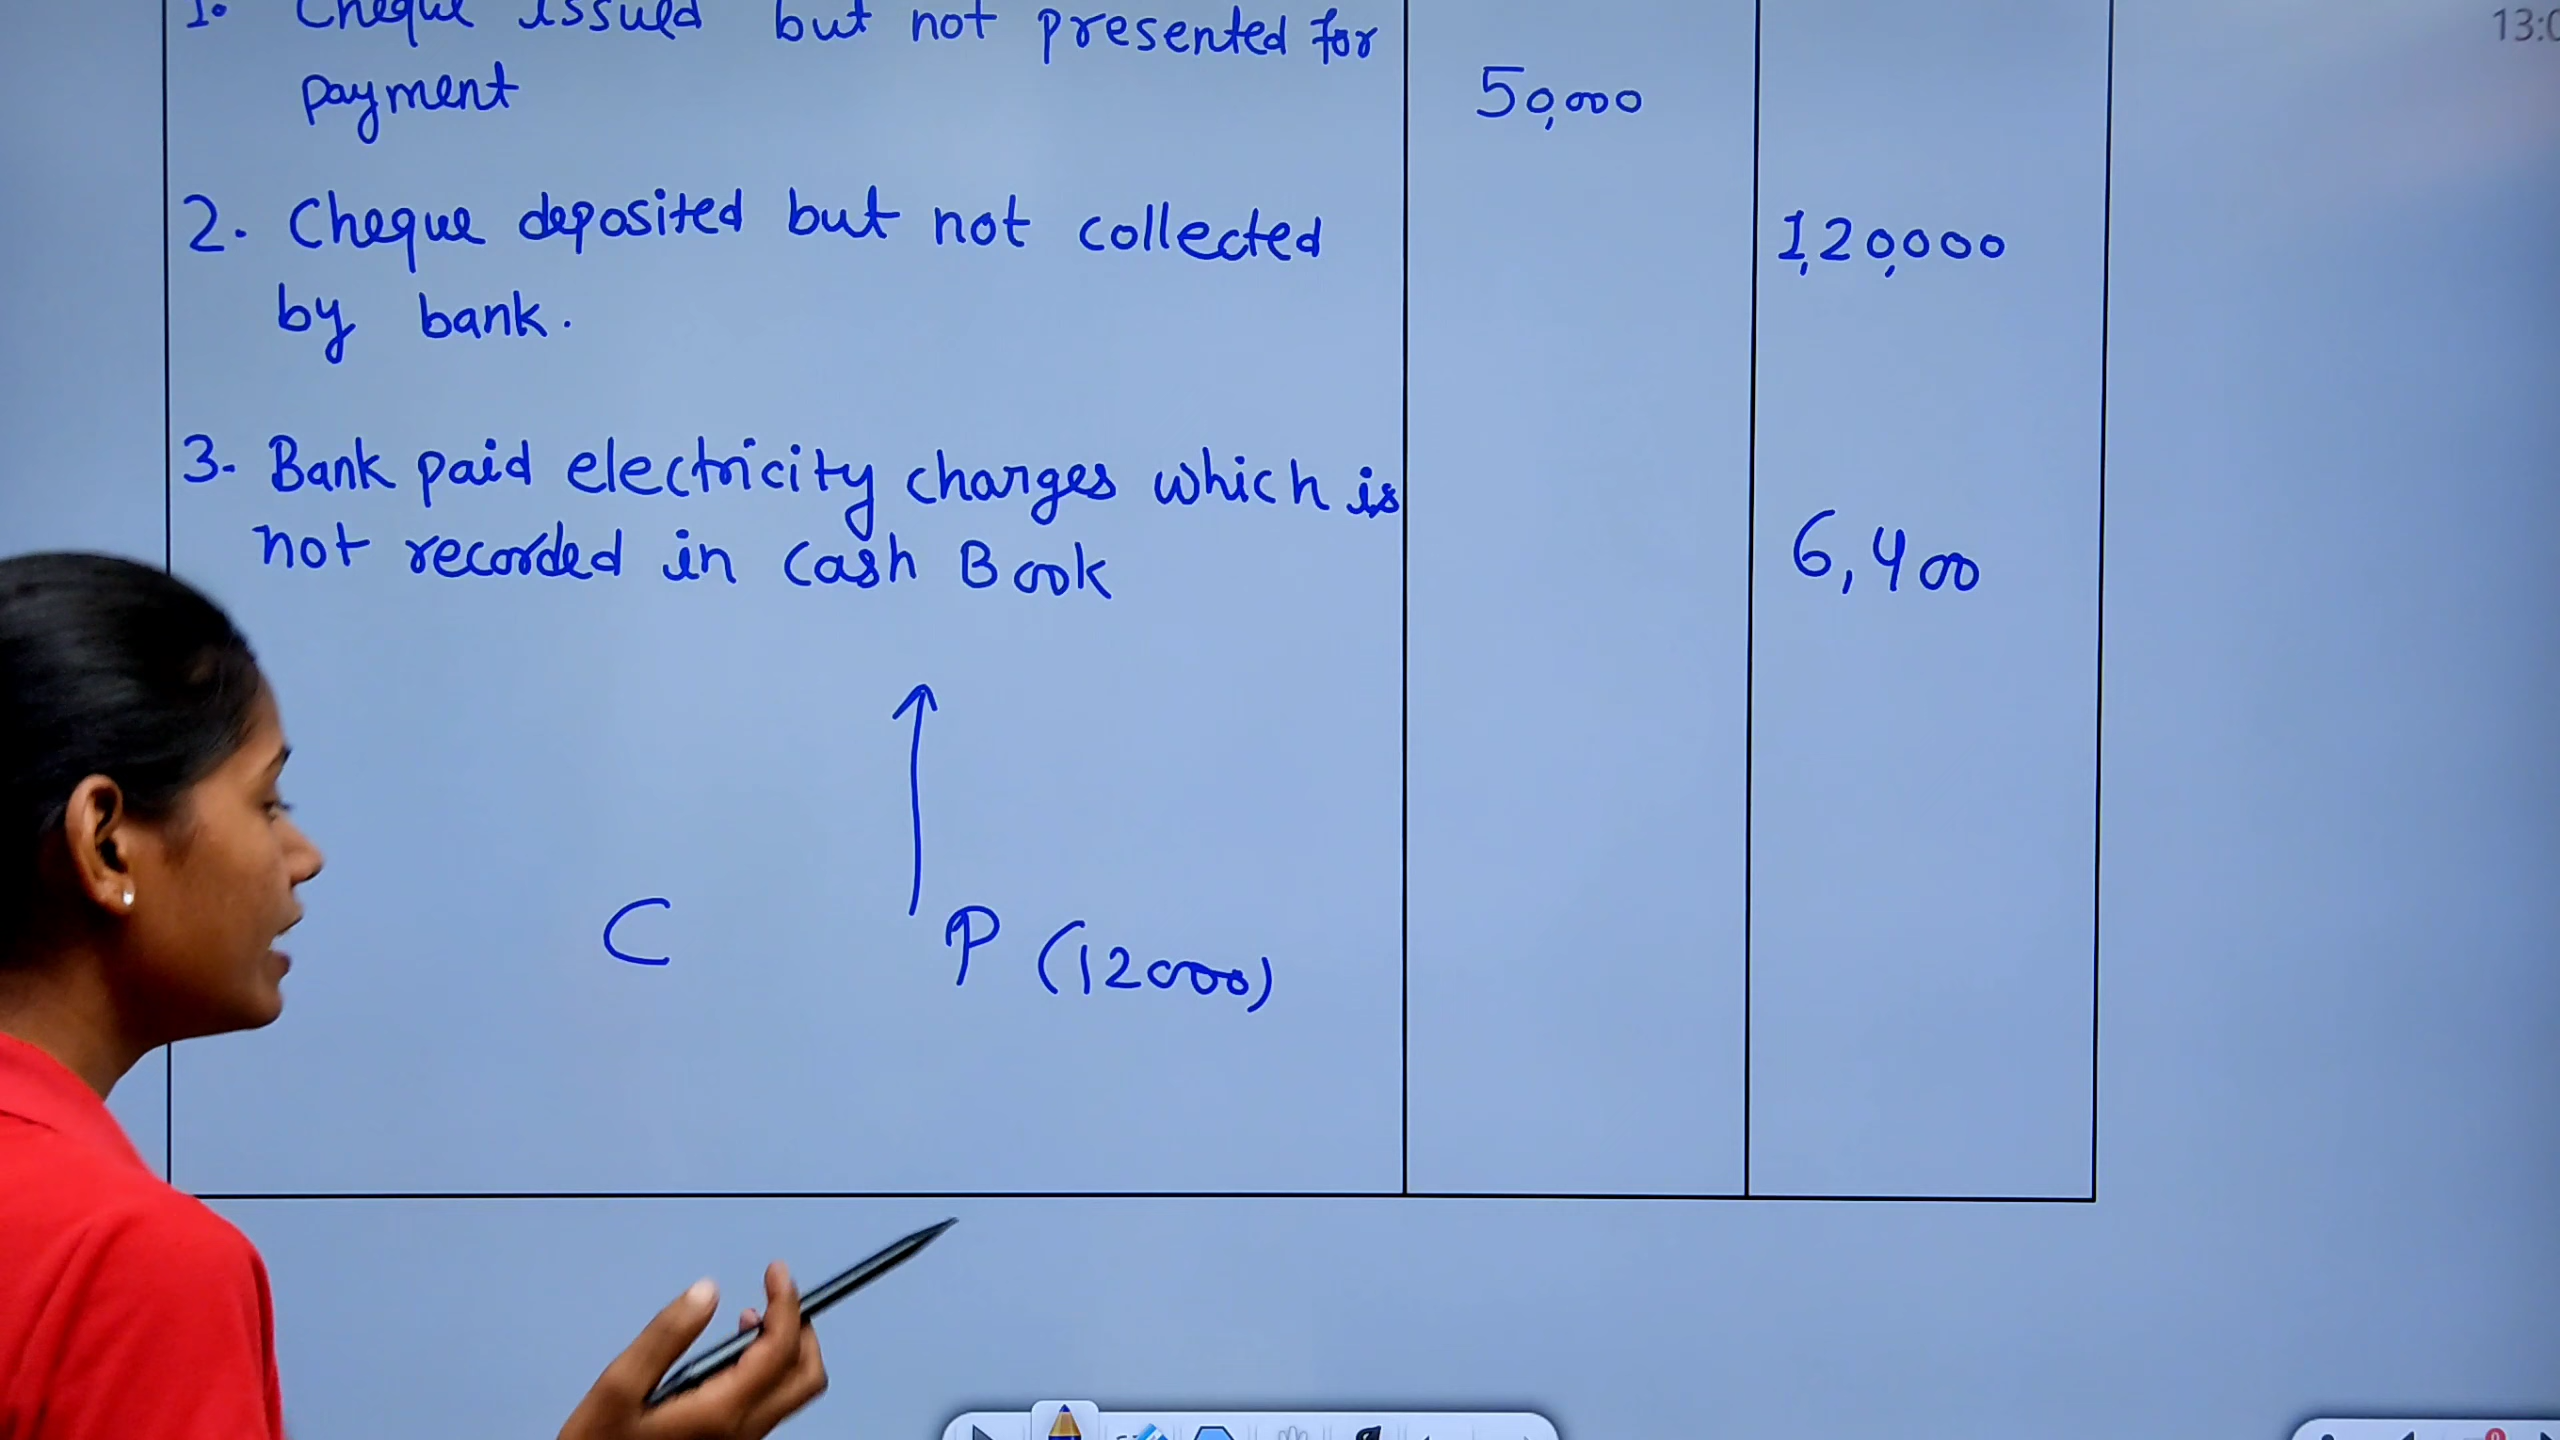 1. Cheque issued but not presented for
payment 50,000
2. Cheque deposited but not collected 1,20,000
by bank.
3. Bank paid electricity charges which is
not recorded in Cash Book 6,400
C P (12000)